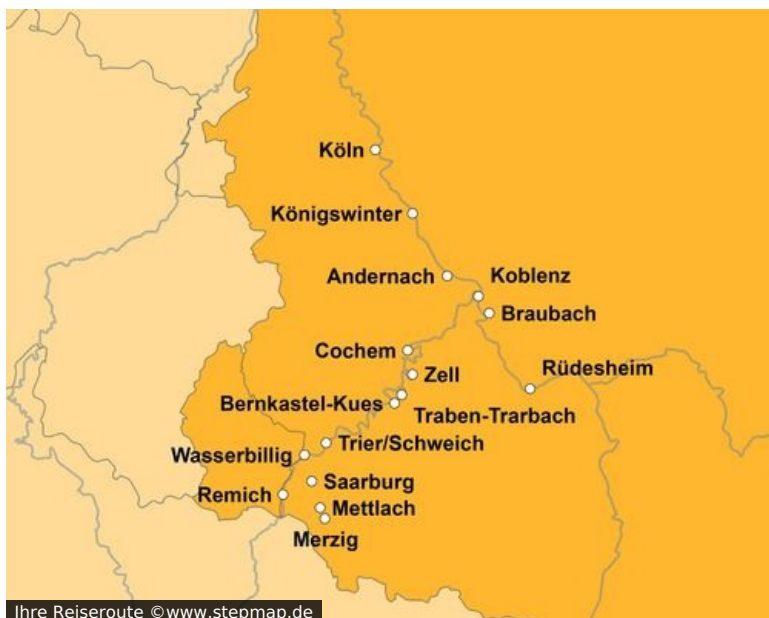 Köln
Königswinter
Andernach
Koblenz
Braubach
Cochem
Rüdesheim
Zell
Bernkastel-Kues
Traben-Trarbach
Trier/Schweich
Wasserbillig
Saarburg
Remich
Mettlach
Merzig
Ihre Reiseroute ©www.stepmap.de